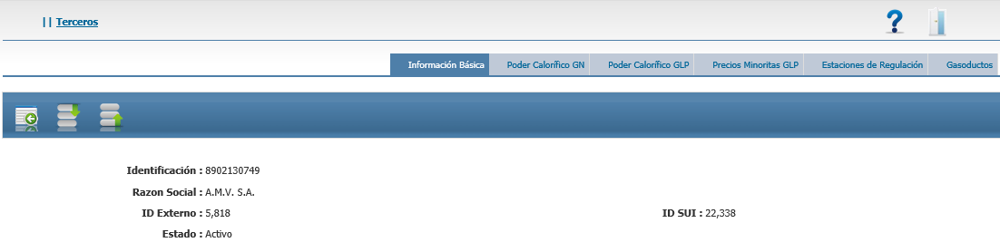 || Terceros
Información Básica Poder Calorífico GN Poder Calorífico GLP Precios Minoritas GLP Estaciones de Regulación Gasoductos
Identificación : 8902130749
Razon Social : A.M.V. S.A.
ID Externo : 5,818 ID SUI : 22,338
Estado : Activo